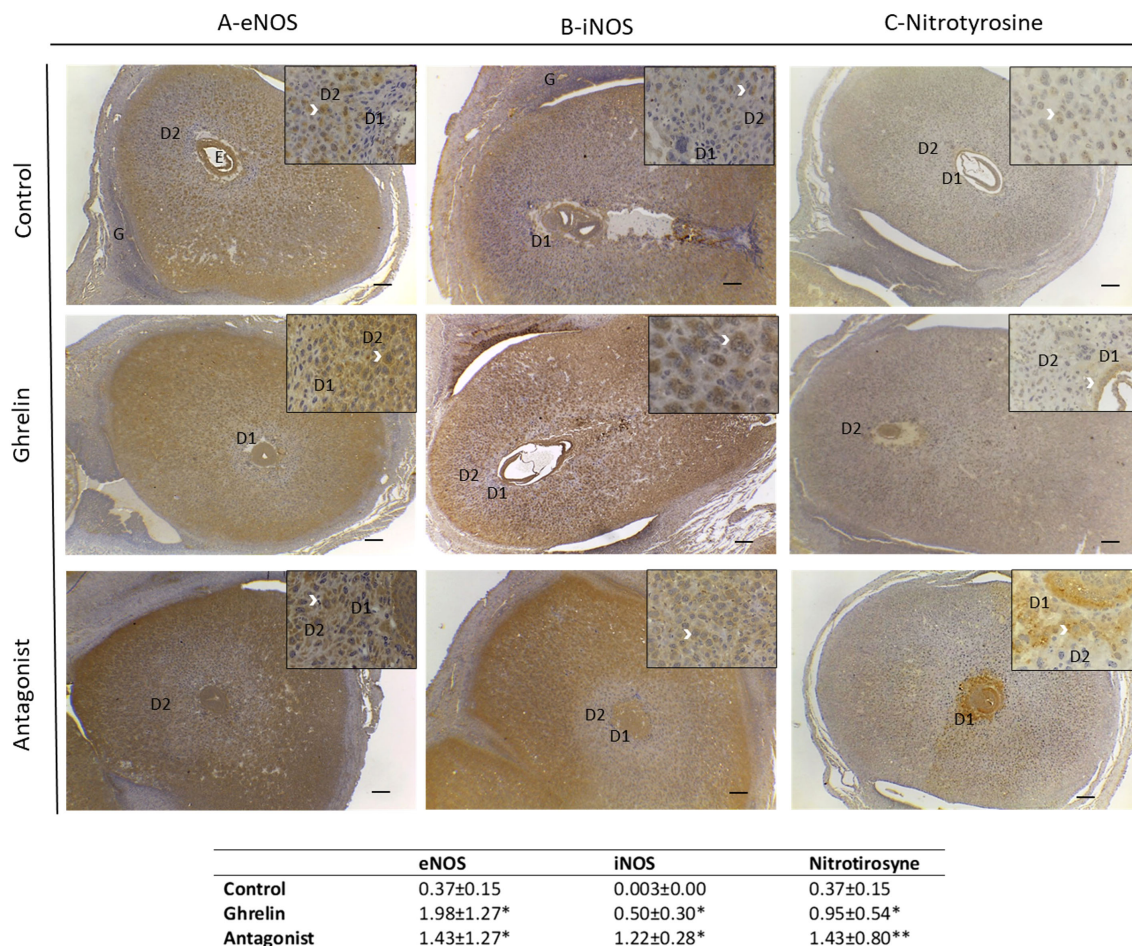 A-eNOS B-iNOS C-Nitrotyrosine
Control
D2 E G D2 D1
G D1 D2 D1
D2 D1
Ghrelin
D1 D2 D1
D2 D1
D2 D2 D1
Antagonist
D2 D1 D2
D2 D1
D1 D1 D2
eNOS iNOS Nitrotirosyne
Control 0.37±0.15 0.003±0.00 0.37±0.15
Ghrelin 1.98±1.27* 0.50±0.30* 0.95±0.54*
Antagonist 1.43±1.27* 1.22±0.28* 1.43±0.80**